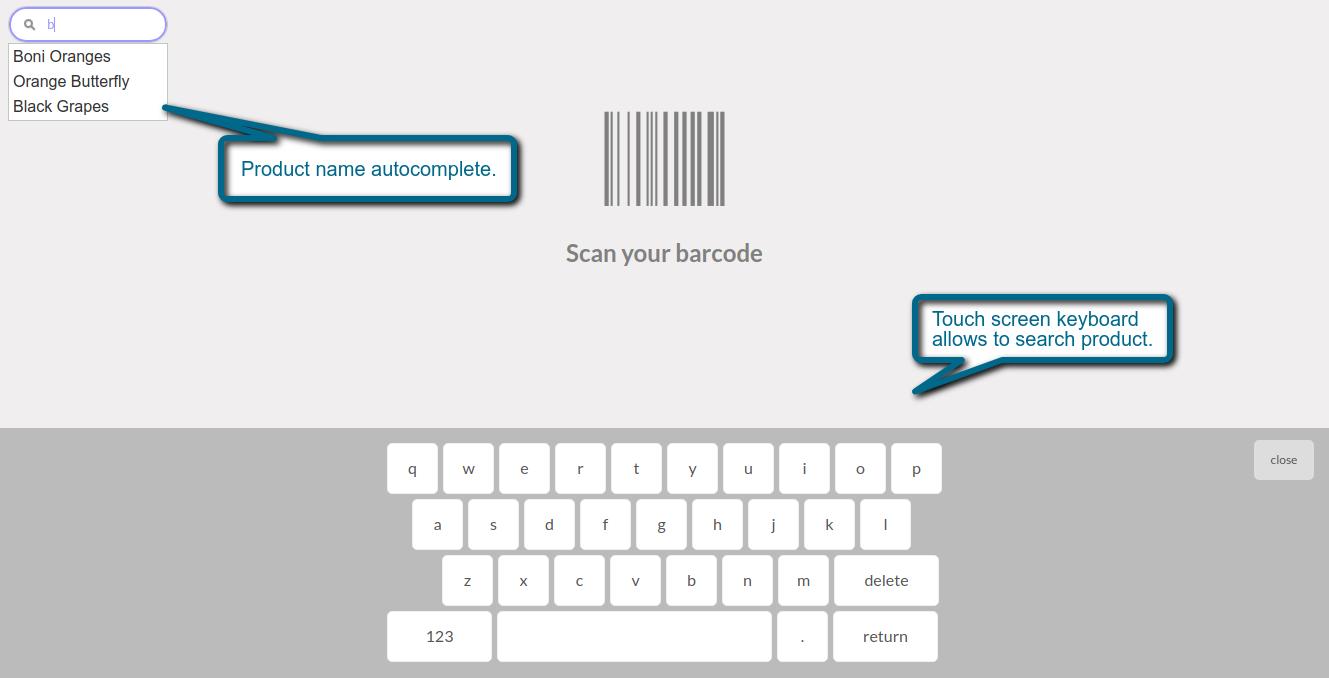 b
Boni Oranges
Orange Butterfly
Black Grapes
Product name autocomplete.
Scan your barcode
Touch screen keyboard
allows to search product.
close
q w e r t y u i o p
a s d f g h j k l
z x c v b n m delete
123 . return